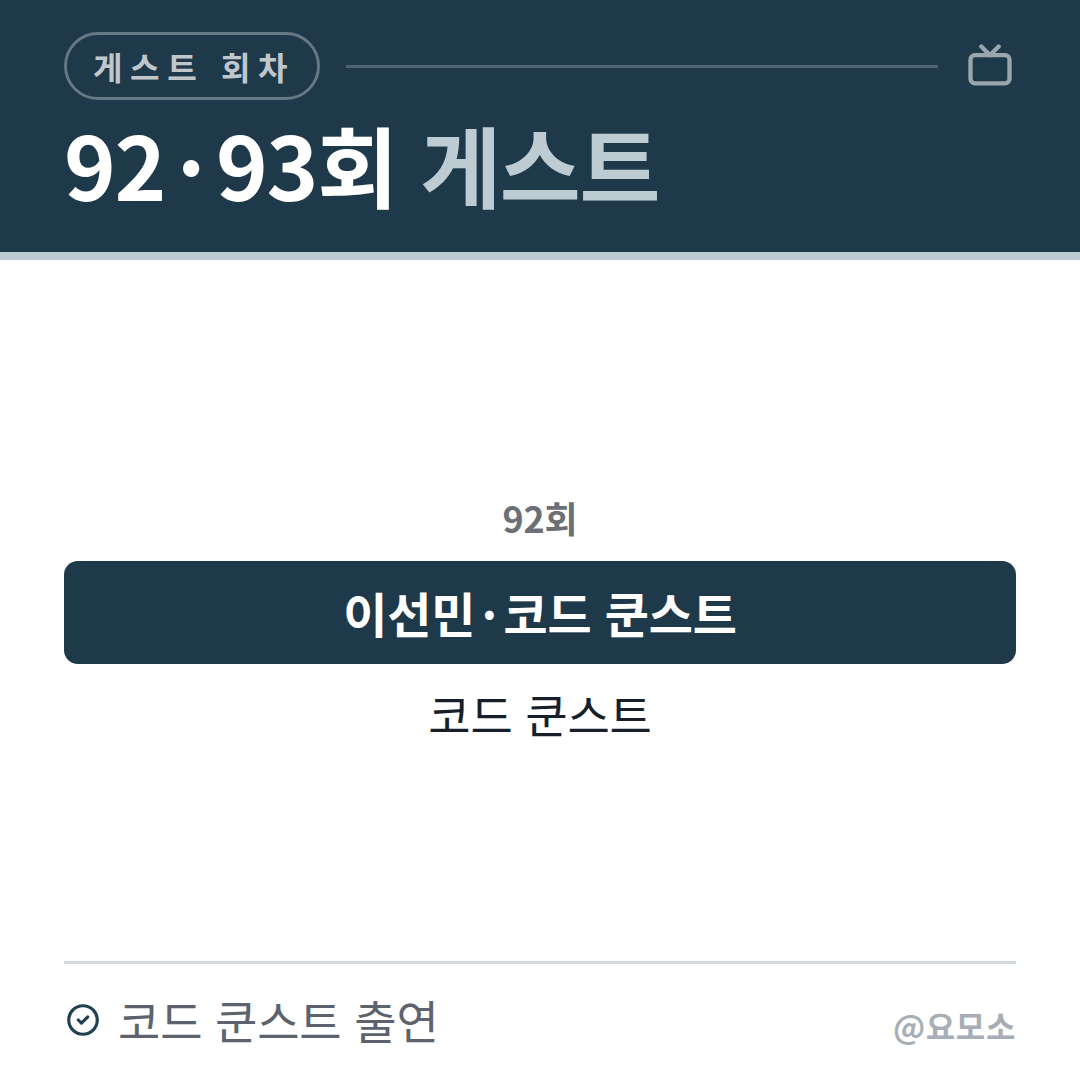 게스트 회차
92·93회 게스트
92회
이선민·코드 쿤스트
코드 쿤스트
코드 쿤스트 출연
@요모소